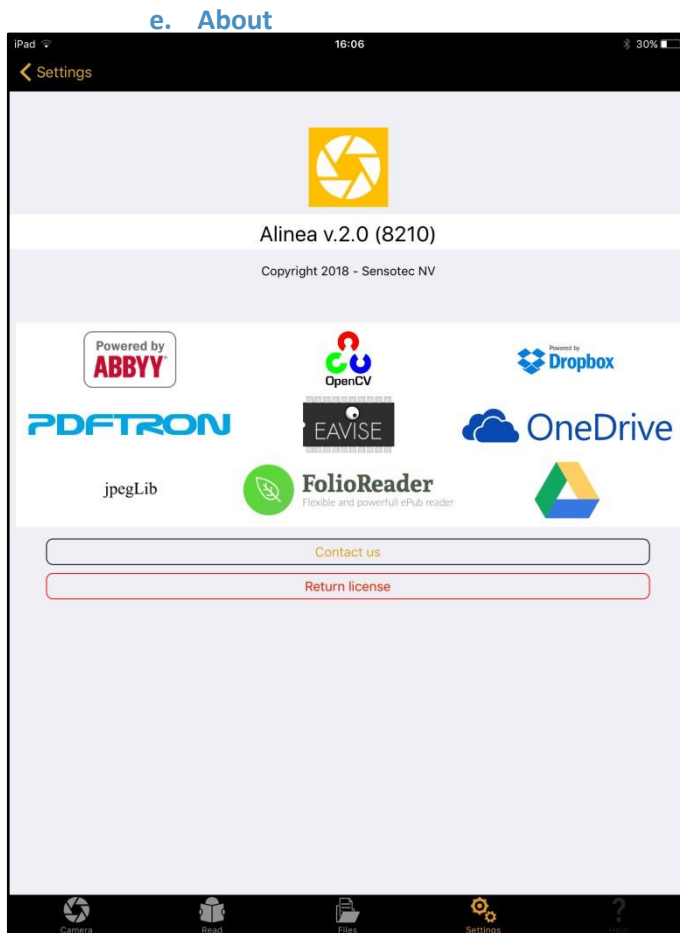 e. About
iPad 16:06 30%
Settings
Alinea v.2.0 (8210)
Copyright 2018 - Sensotec NV
Powered by
ABBYY
OpenCV
Powered by
Dropbox
PDFTRON
EAVISE
OneDrive
jpegLib
FolioReader
Flexible and powerfull ePub reader
Contact us
Return license
Camera Read Files Settings Help